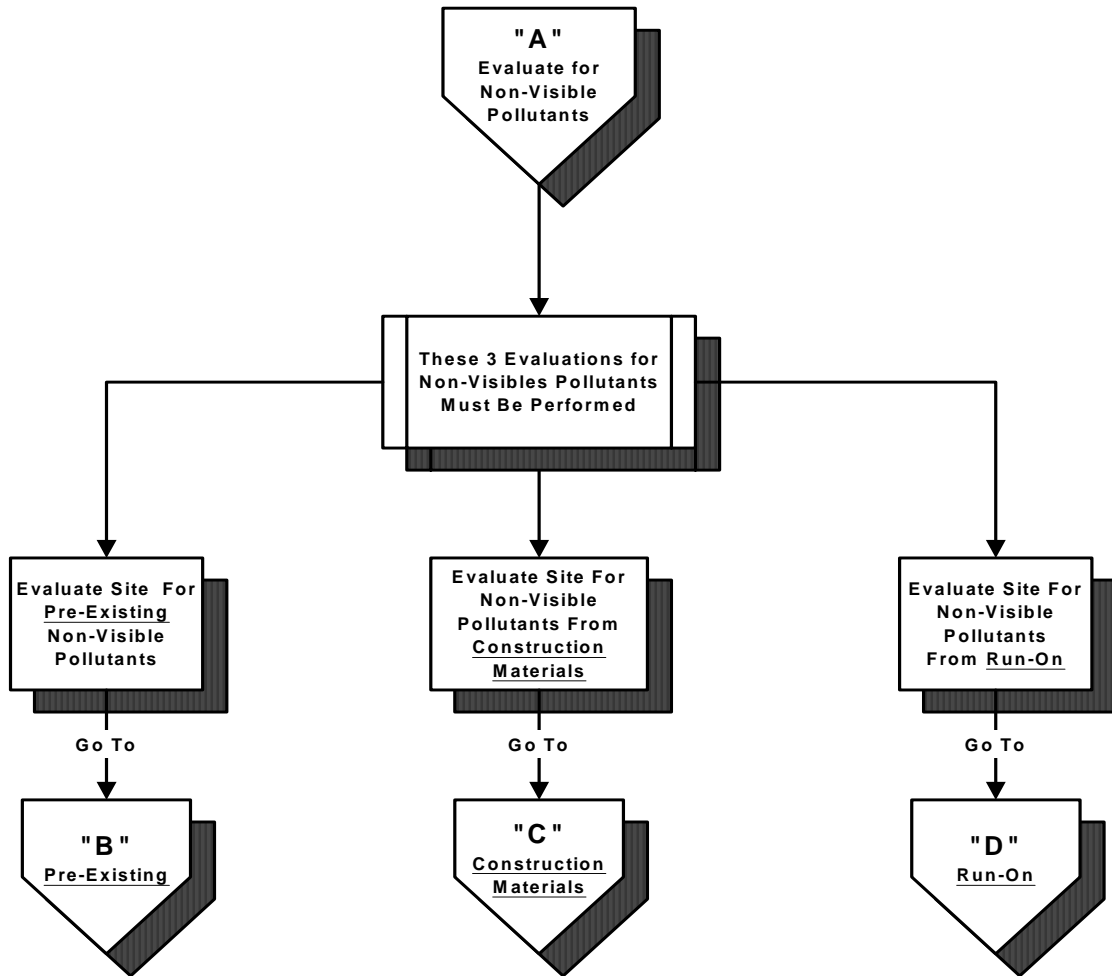 "A"
Evaluate for
Non-Visible
Pollutants
These 3 Evaluations for
Non-Visibles Pollutants
Must Be Performed
Evaluate Site For
Pre-Existing
Non-Visible
Pollutants
Evaluate Site For
Non-Visible
Pollutants From
Construction
Materials
Evaluate Site For
Non-Visible
Pollutants
From Run-On
Go To
Go To
Go To
"B"
Pre-Existing
"C"
Construction
Materials
"D"
Run-On